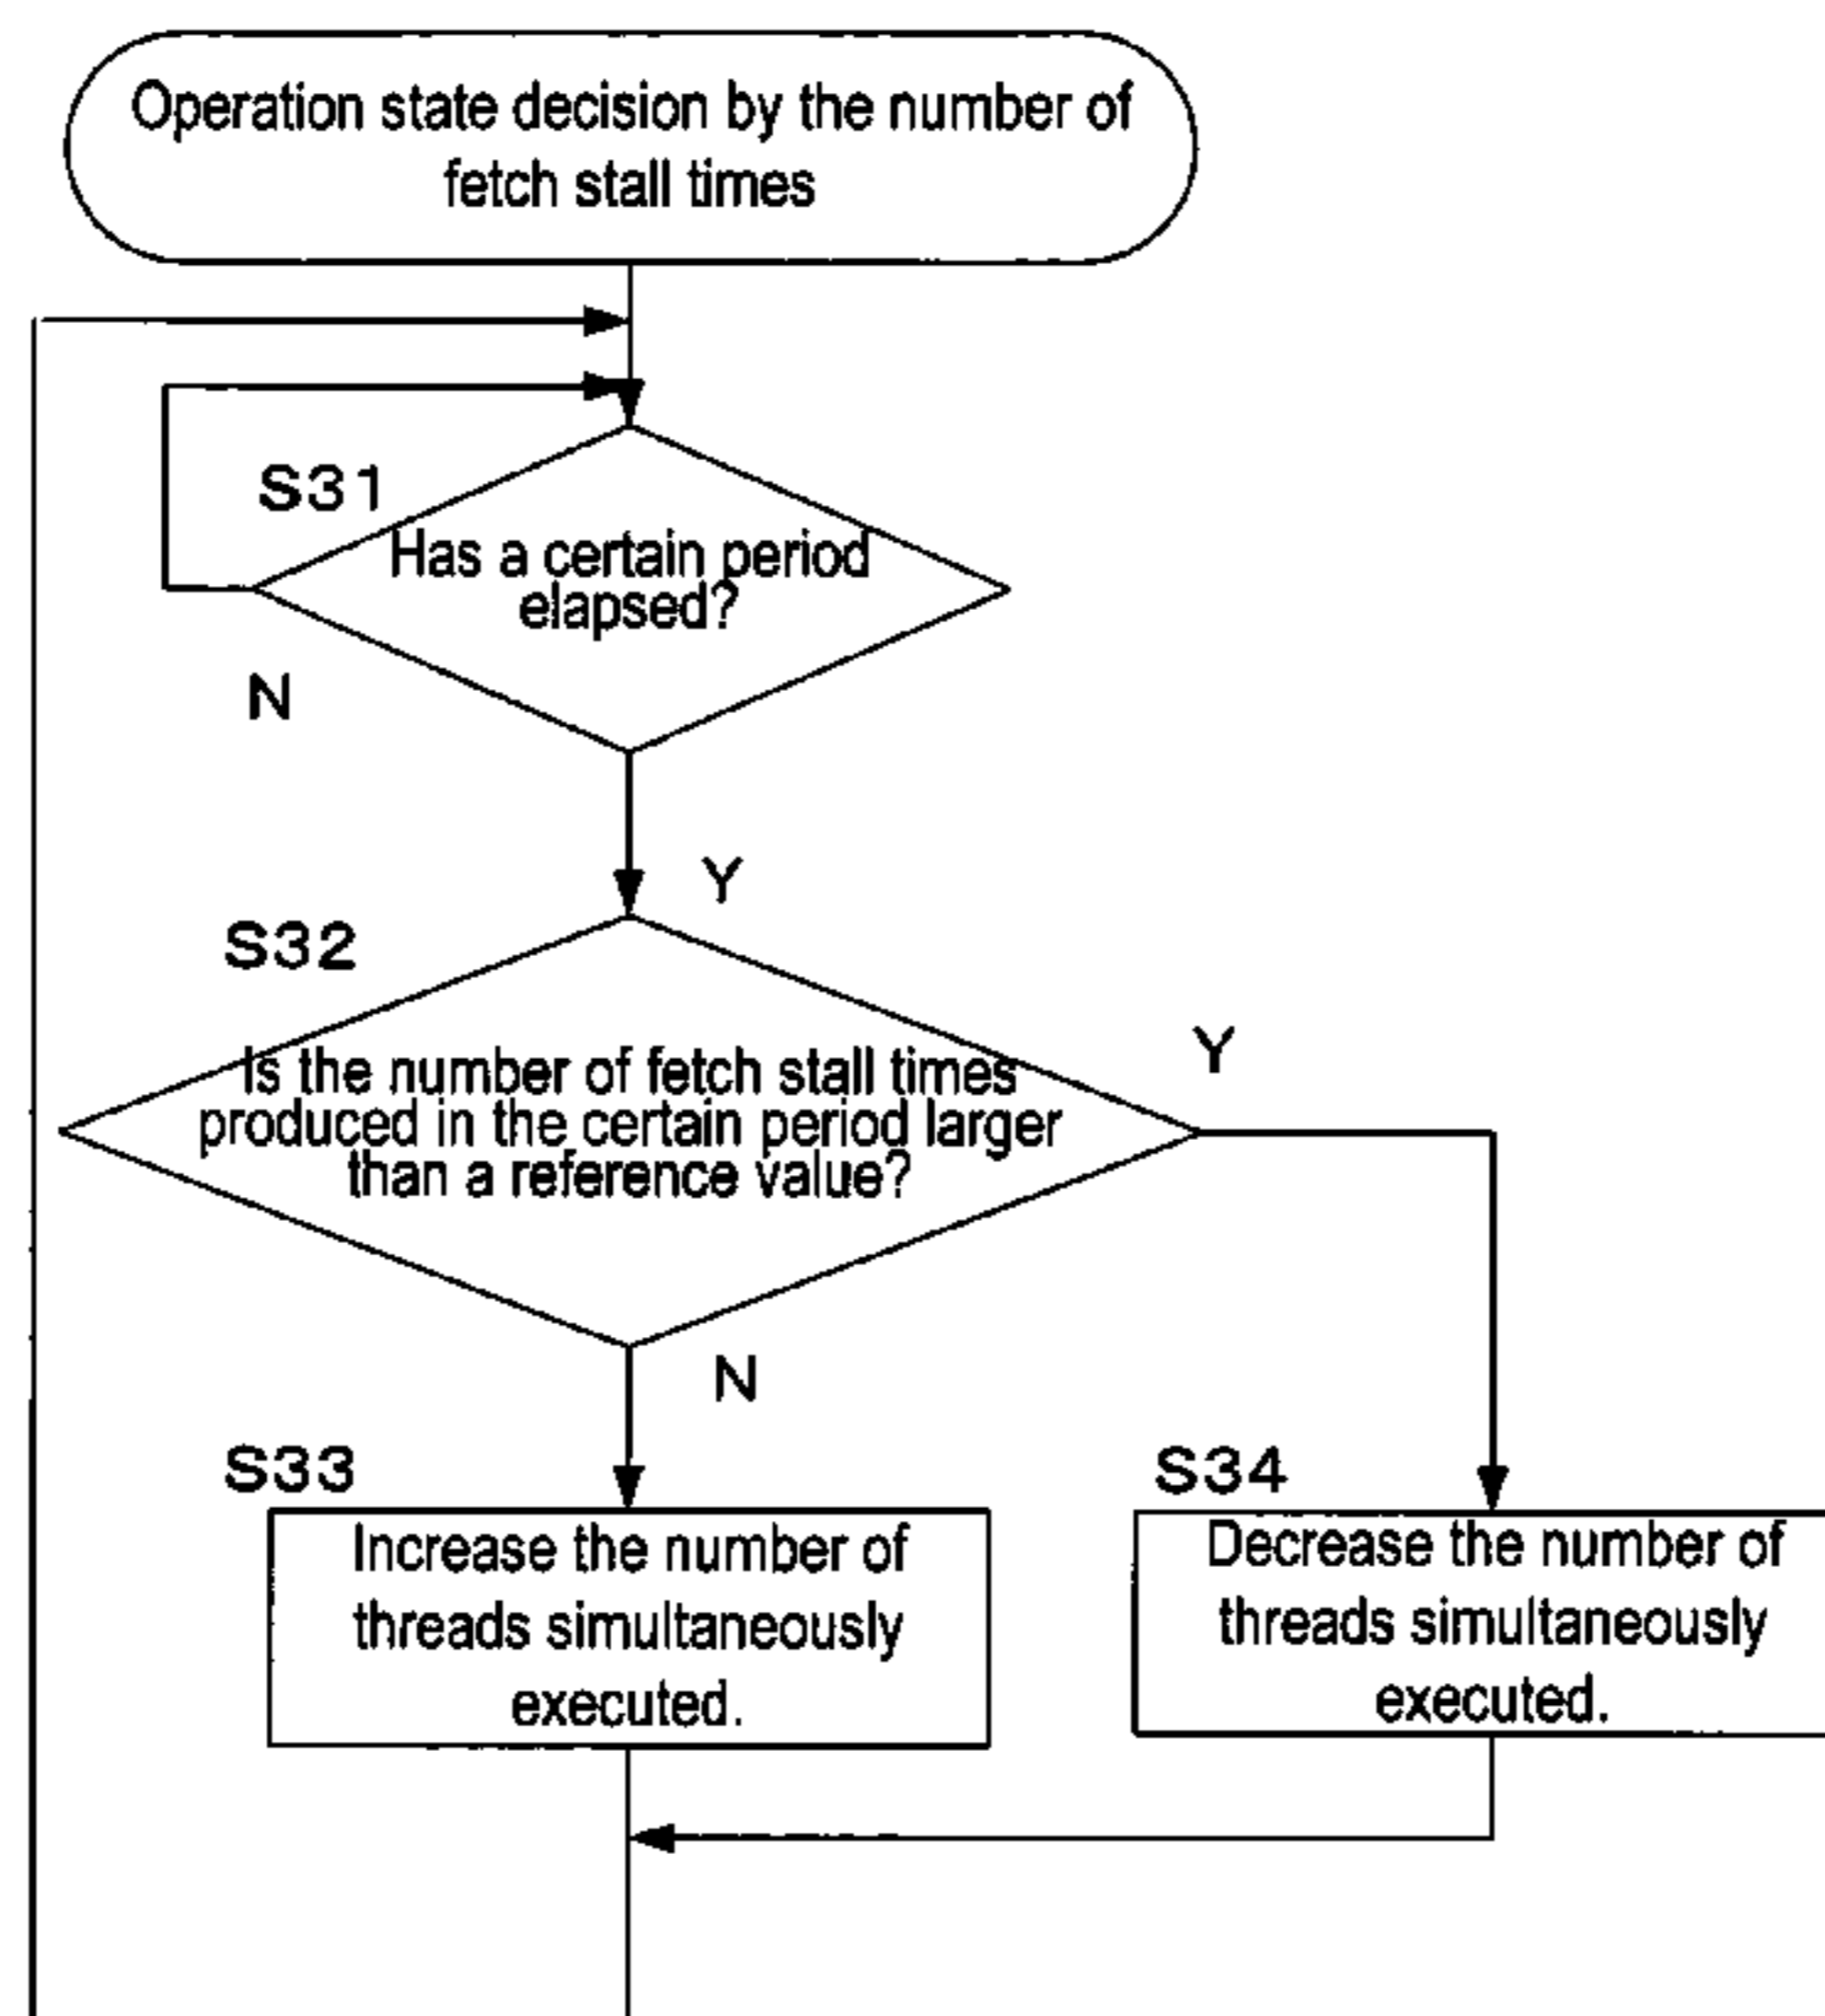 Operation state decision by the number of
fetch stall times
S31
Has a certain period
elapsed?
N
Y
S32
Is the number of fetch stall times
produced in the certain period larger
than a reference value?
Y
N
S33
Increase the number of
threads simultaneously
executed.
S34
Decrease the number of
threads simultaneously
executed.